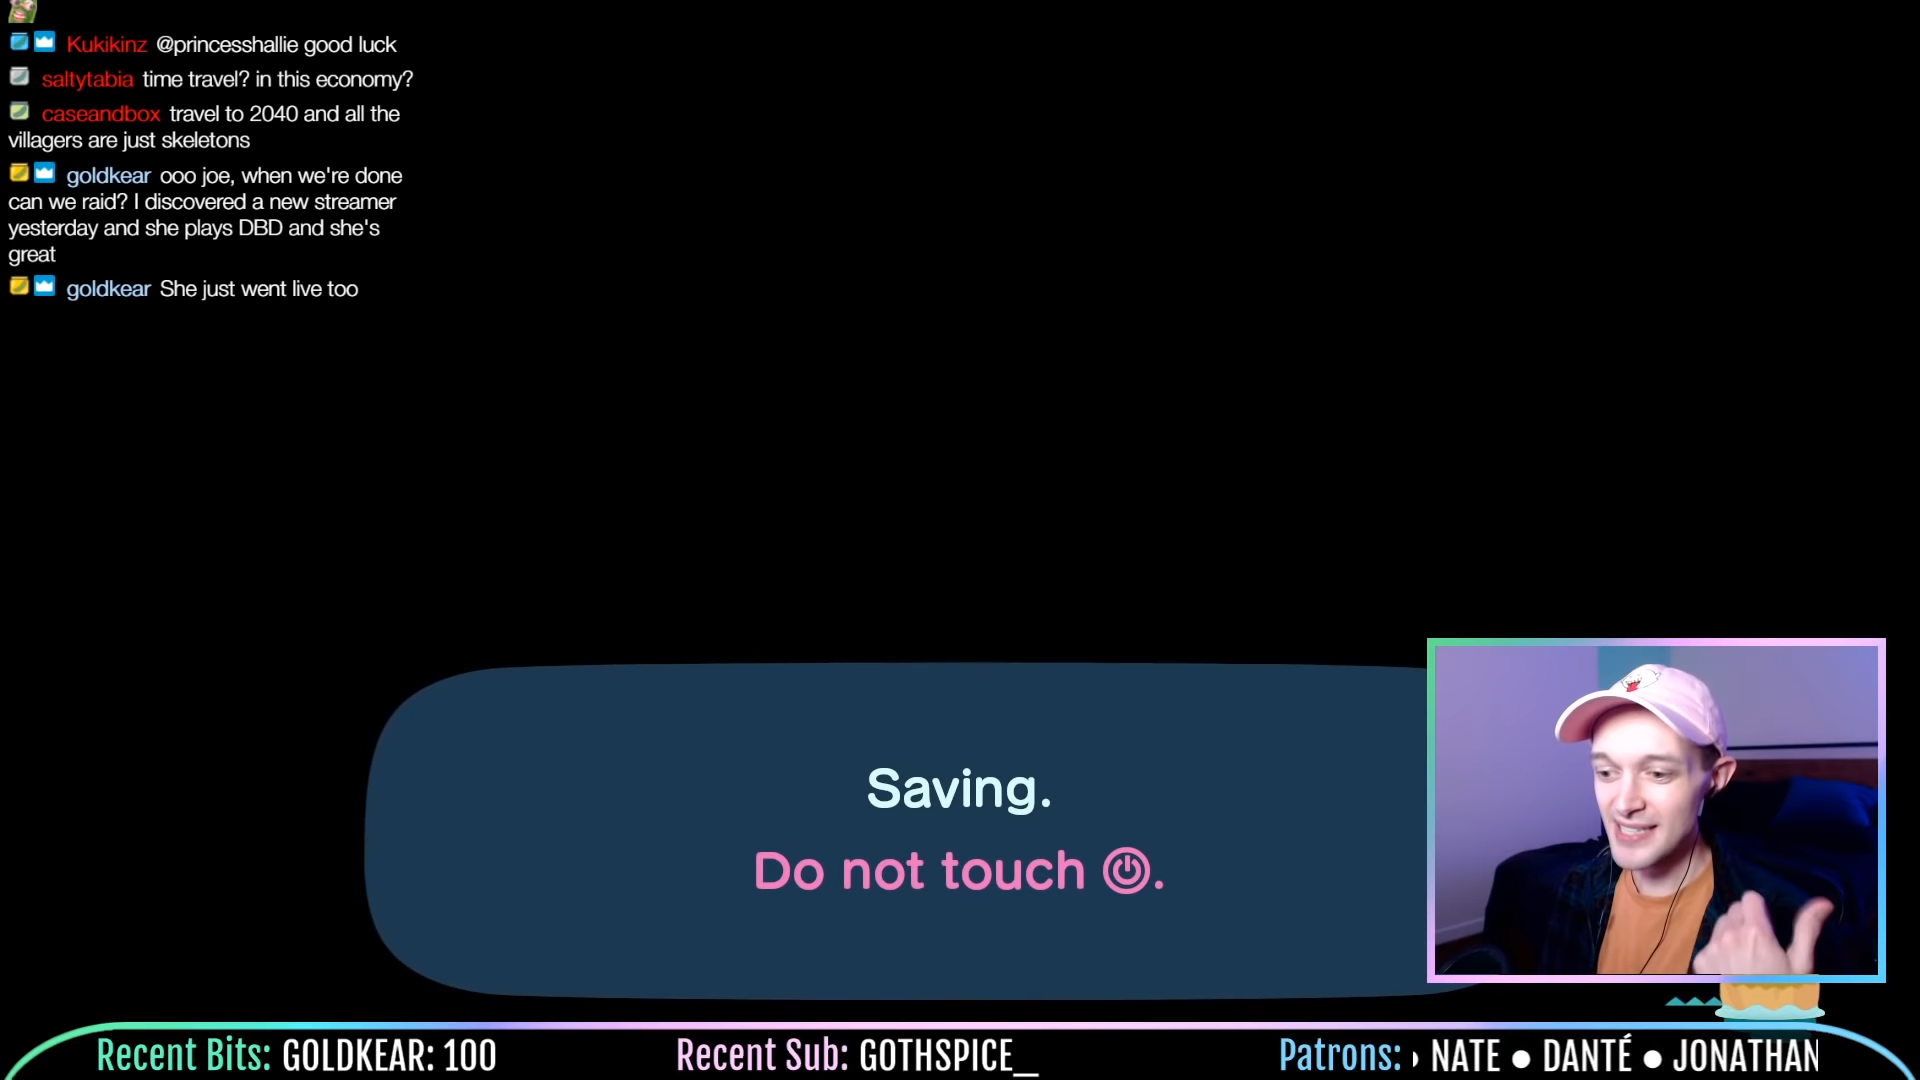 Kukikinz @princesshallie good luck
saltytabia time travel? in this economy?
caseandbox travel to 2040 and all the
villagers are just skeletons
goldkear ooo joe, when we're done
can we raid? I discovered a new streamer
yesterday and she plays DBD and she's
great
goldkear She just went live too
Saving.
Do not touch ⏻.
Recent Bits: GOLDKEAR: 100
Recent Sub: GOTHSPICE_
Patrons: NATE ● DANTÉ ● JONATHAN